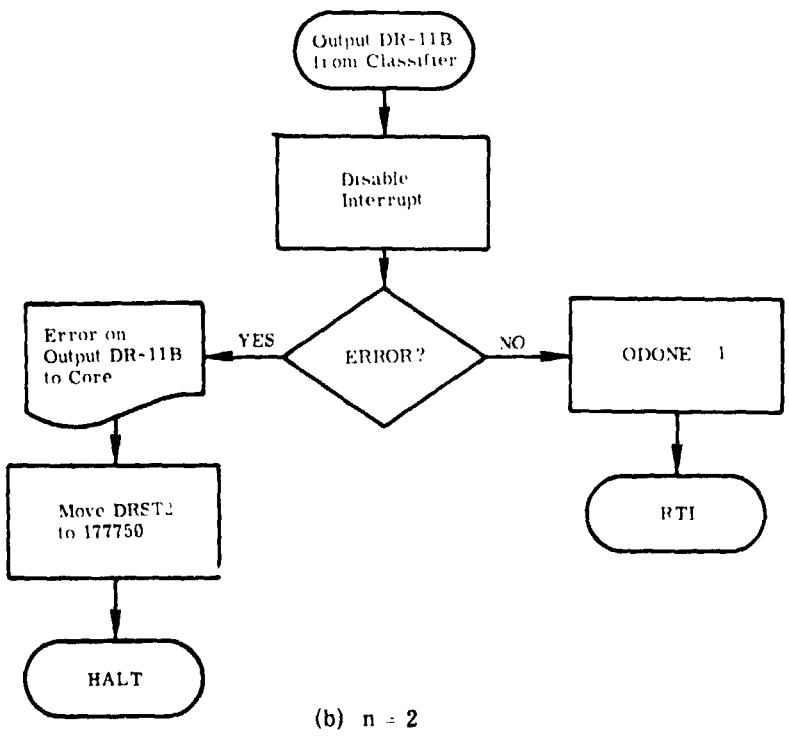 Output DR-11B
from Classifier
Disable
Interrupt
ERROR?
YES
NO
Error on
Output DR-11B
to Core
ODONE 1
Move DRST2
to 177750
RTI
HALT
(b) n = 2